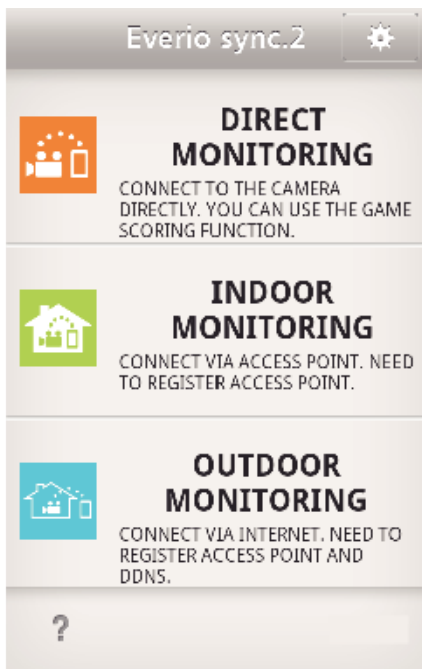 Everio sync.2
DIRECT
MONITORING
CONNECT TO THE CAMERA
DIRECTLY. YOU CAN USE THE GAME
SCORING FUNCTION.
INDOOR
MONITORING
CONNECT VIA ACCESS POINT. NEED
TO REGISTER ACCESS POINT.
OUTDOOR
MONITORING
CONNECT VIA INTERNET. NEED TO
REGISTER ACCESS POINT AND
DDNS.
?